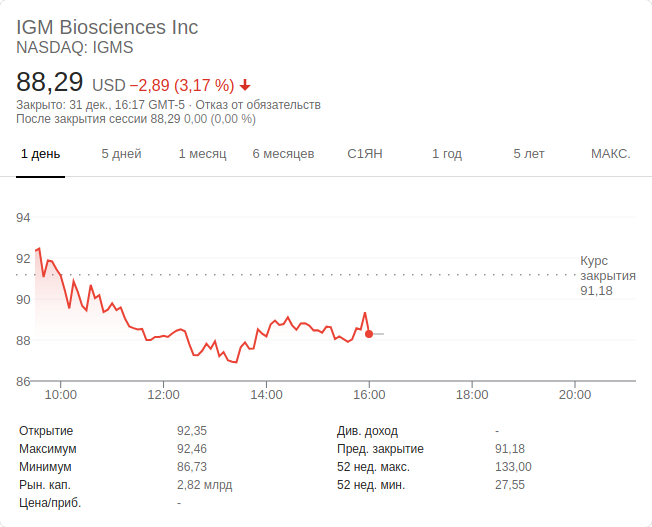 IGM Biosciences Inc
NASDAQ: IGMS
88,29 USD −2,89 (3,17 %)
Закрыто: 31 дек., 16:17 GMT-5 · Отказ от обязательств
После закрытия сессии 88,29 0,00 (0,00 %)
1 день 5 дней 1 месяц 6 месяцев С1ЯН 1 год 5 лет МАКС.
94
92
90
88
86
Курс
закрытия
91,18
10:00 12:00 14:00 16:00 18:00 20:00
Открытие 92,35 Див. доход -
Максимум 92,46 Пред. закрытие 91,18
Минимум 86,73 52 нед. макс. 133,00
Рын. кап. 2,82 млрд 52 нед. мин. 27,55
Цена/приб. -